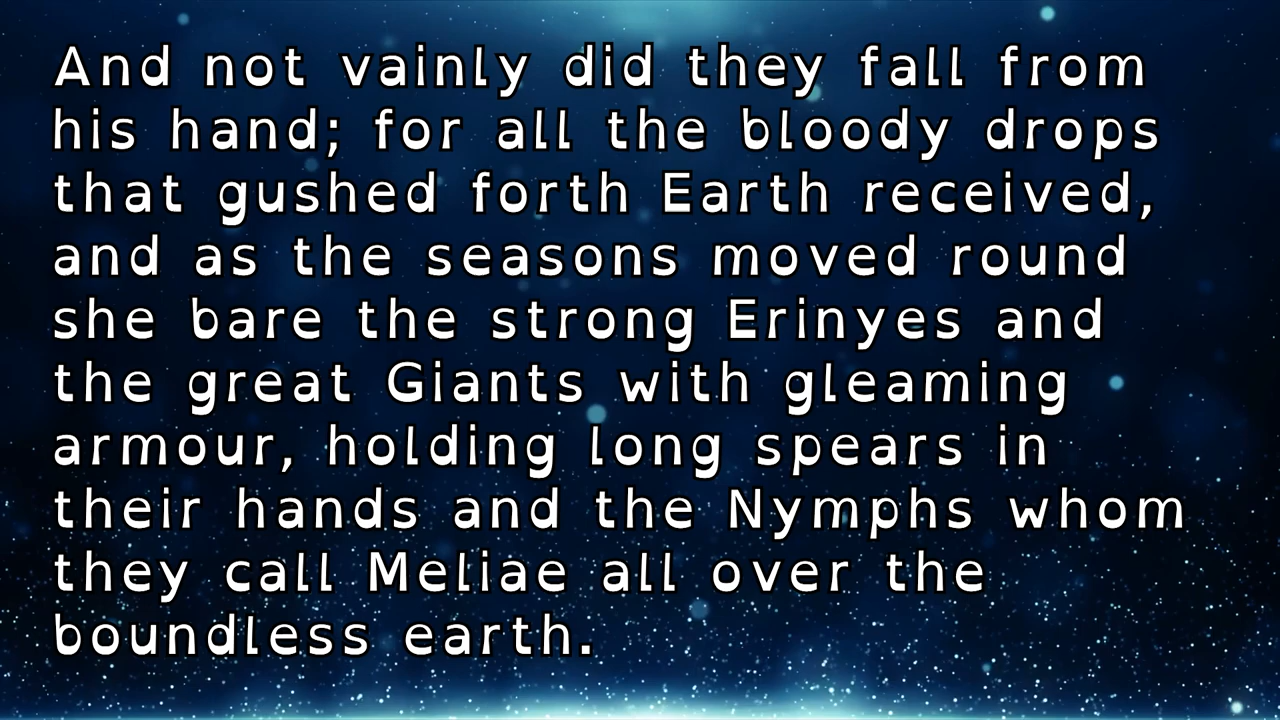 And not vainly did they fall from
his hand; for all the bloody drops
that gushed forth Earth received,
and as the seasons moved round
she bare the strong Erinyes and
the great Giants with gleaming
armour, holding long spears in
their hands and the Nymphs whom
they call Meliae all over the
boundless earth.